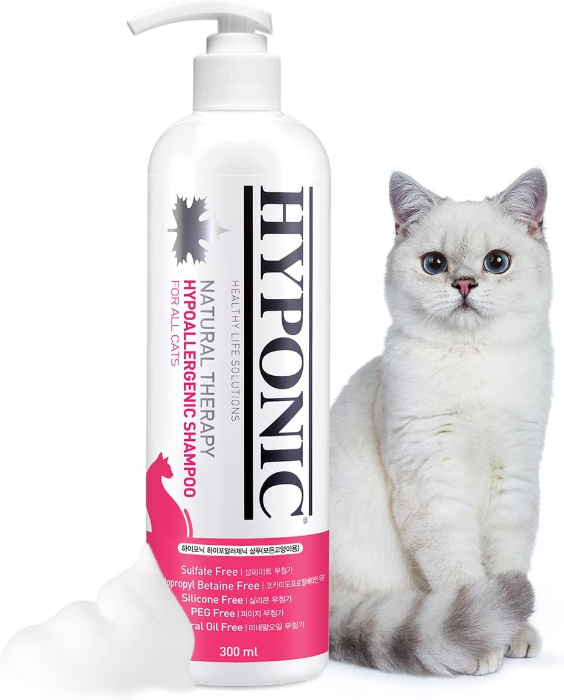 HYPONIC®
HEALTHY LIFE SOLUTIONS
NATURAL THERAPY
HYPOALLERGENIC SHAMPOO
FOR ALL CATS
하이포닉 하이포알러제닉 샴푸(모든고양이용)
Sulfate Free | 설페이트 무첨가
Betaine Free |
Silicone Free | 실리콘 무첨가
PEG Free | 피이지 무첨가
Oil Free | 미네랄오일 무첨가
300 ml